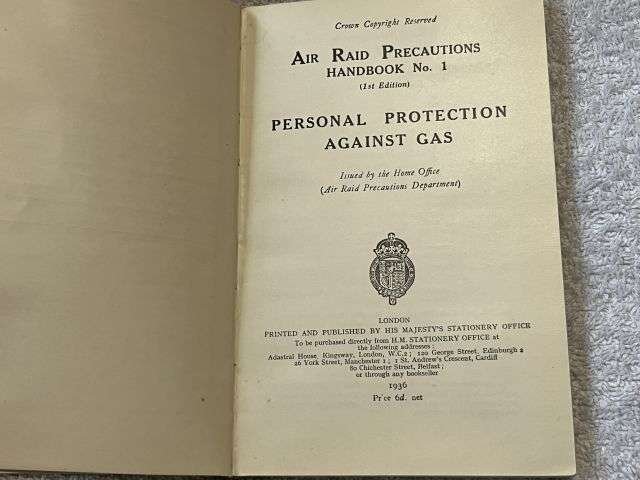 Crown Copyright Reserved
AIR RAID PRECAUTIONS
HANDBOOK No. 1
(1st Edition)
PERSONAL PROTECTION
AGAINST GAS
Issued by the Home Office
(Air Raid Precautions Department)
LONDON
PRINTED AND PUBLISHED BY HIS MAJESTY'S STATIONERY OFFICE
To be purchased directly from H.M. STATIONERY OFFICE at
the following addresses:
Adastral House, Kingsway, London, W.C.2; 120 George Street, Edinburgh 2
26 York Street, Manchester 1; 1 St. Andrew's Crescent, Cardiff
80 Chichester Street, Belfast;
or through any bookseller
1936
Price 6d. net